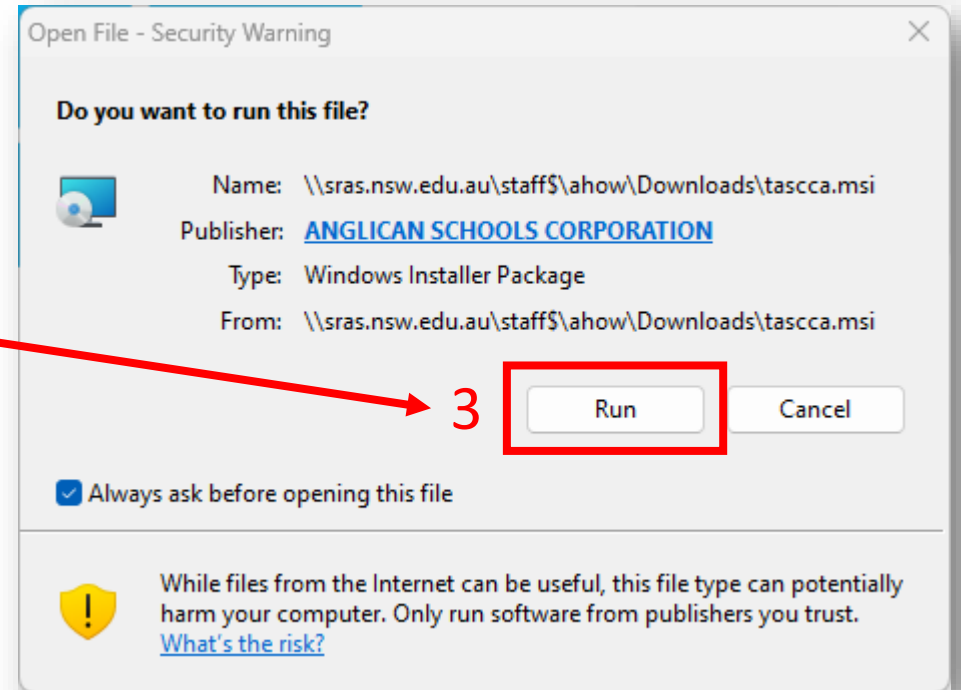 Open File - Security Warning
Do you want to run this file?
Name: \\sras.nsw.edu.au\staff$\ahow\Downloads\tascca.msi
Publisher: ANGLICAN SCHOOLS CORPORATION
Type: Windows Installer Package
From: \\sras.nsw.edu.au\staff$\ahow\Downloads\tascca.msi
3 Run Cancel
Always ask before opening this file
While files from the Internet can be useful, this file type can potentially
harm your computer. Only run software from publishers you trust.
What's the risk?